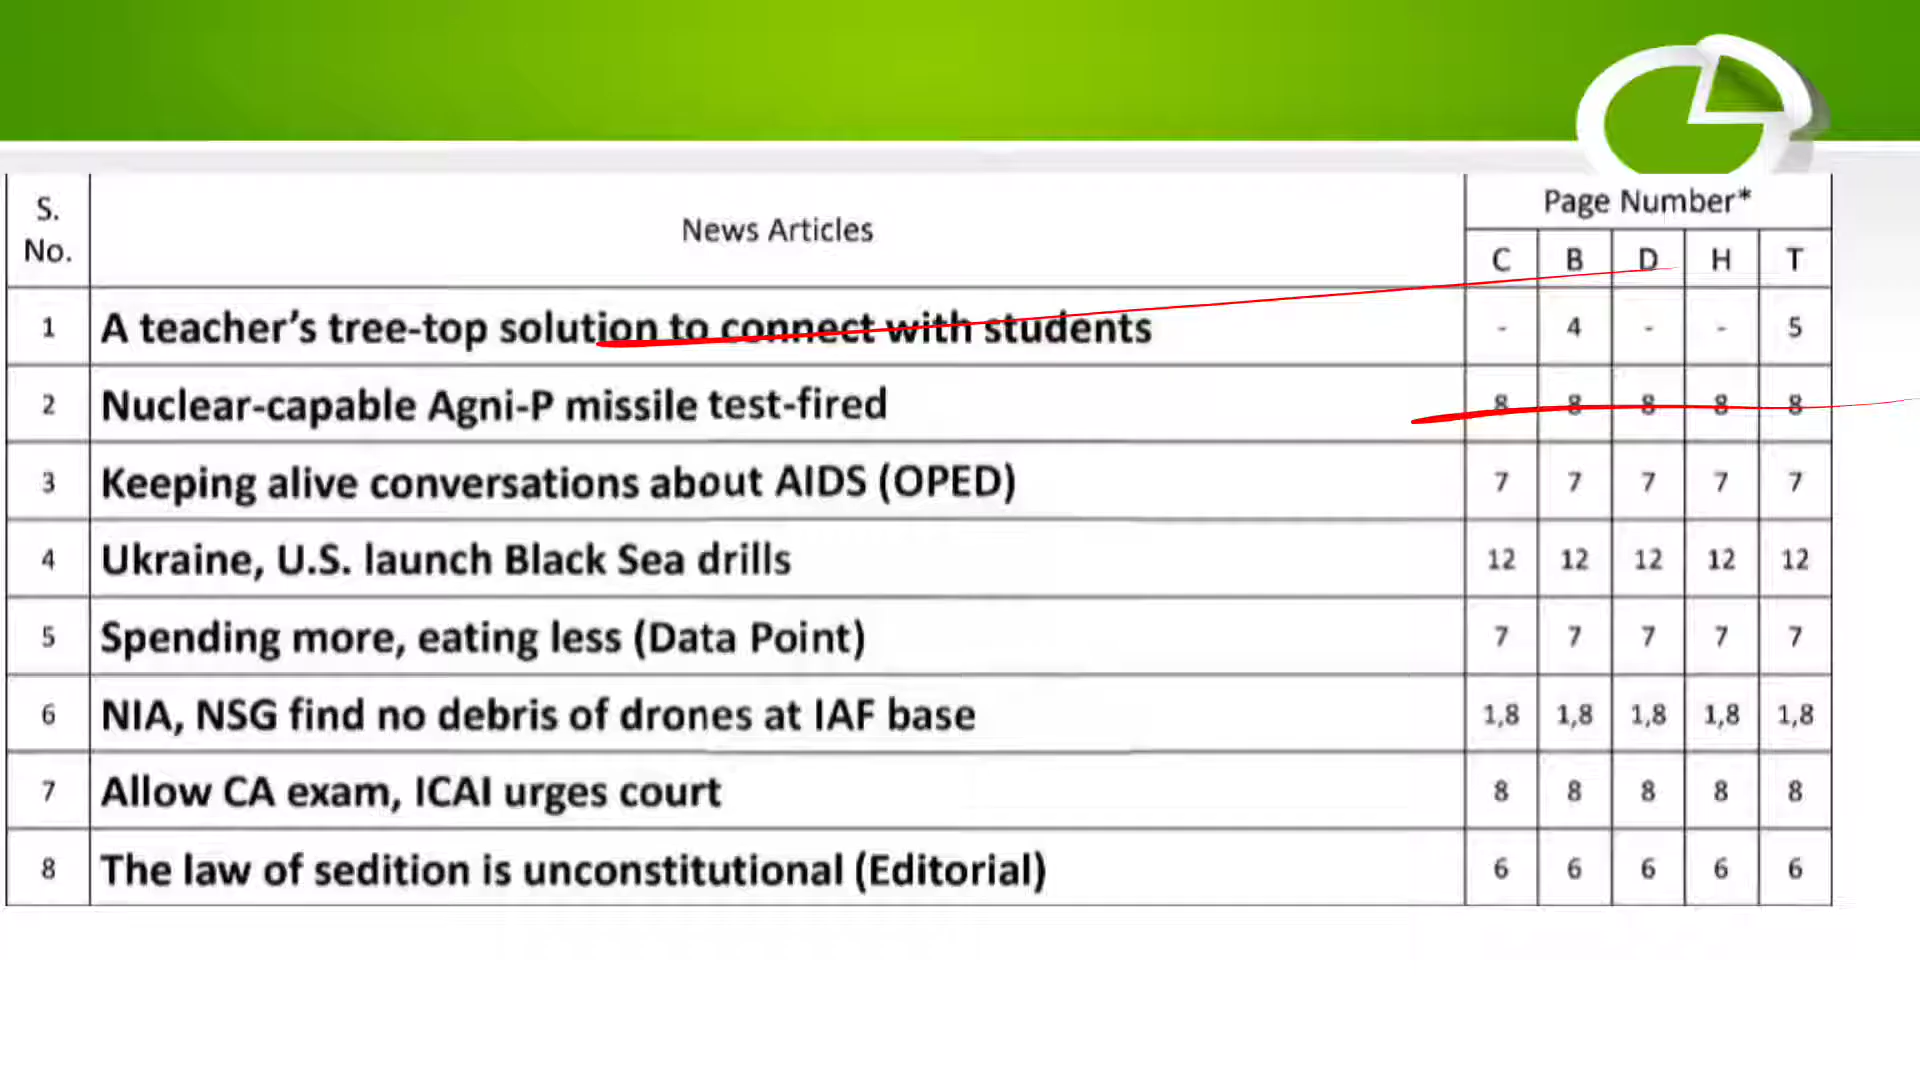 S. No. News Articles Page Number*
C B D H T
1 A teacher's tree-top solution to connect with students - 4 - - 5
2 Nuclear-capable Agni-P missile test-fired 8 8 8 8 8
3 Keeping alive conversations about AIDS (OPED) 7 7 7 7 7
4 Ukraine, U.S. launch Black Sea drills 12 12 12 12 12
5 Spending more, eating less (Data Point) 7 7 7 7 7
6 NIA, NSG find no debris of drones at IAF base 1,8 1,8 1,8 1,8 1,8
7 Allow CA exam, ICAI urges court 8 8 8 8 8
8 The law of sedition is unconstitutional (Editorial) 6 6 6 6 6